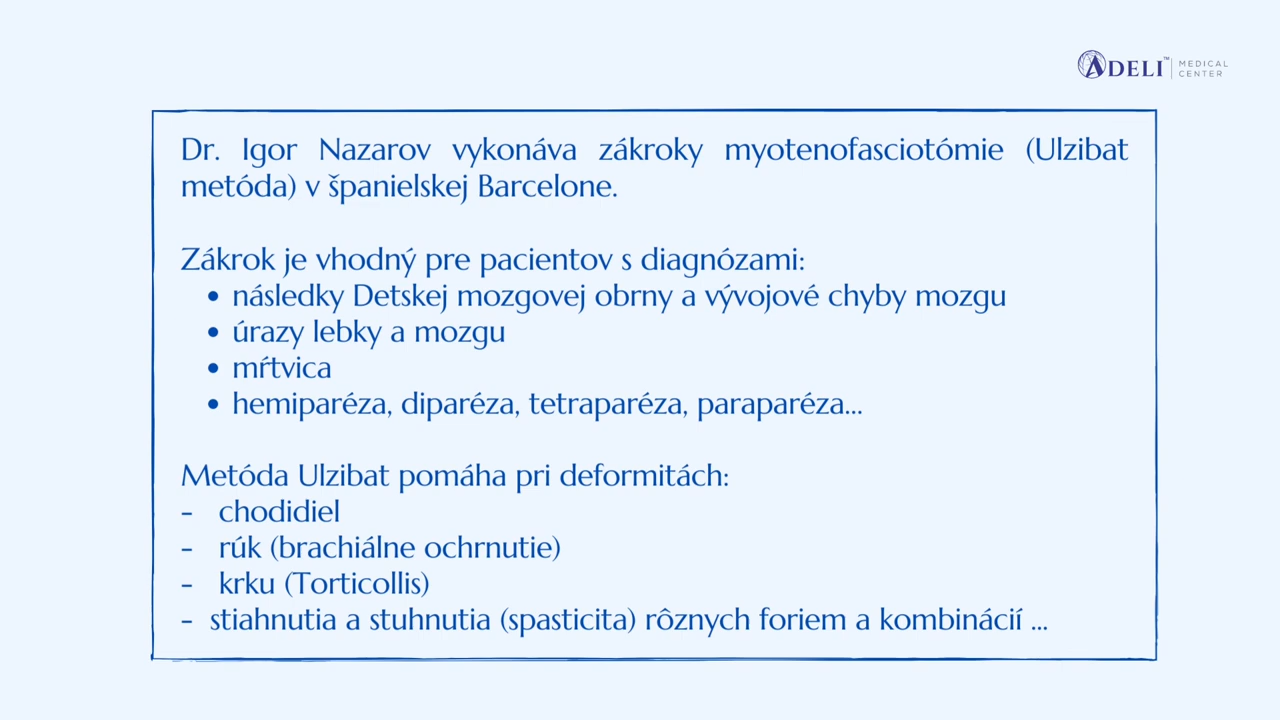 ADELI™ MEDICAL CENTER
Dr. Igor Nazarov vykonáva zákroky myotenofasciotómie (Ulzibat
metóda) v španielskej Barcelone.
Zákrok je vhodný pre pacientov s diagnózami:
• následky Detskej mozgovej obrny a vývojové chyby mozgu
• úrazy lebky a mozgu
• mŕtvica
• hemiparéza, diparéza, tetraparéza, paraparéza...
Metóda Ulzibat pomáha pri deformitách:
- chodidiel
- rúk (brachiálne ochrnutie)
- krku (Torticollis)
- stiahnutia a stuhnutia (spasticita) rôznych foriem a kombinácií ...